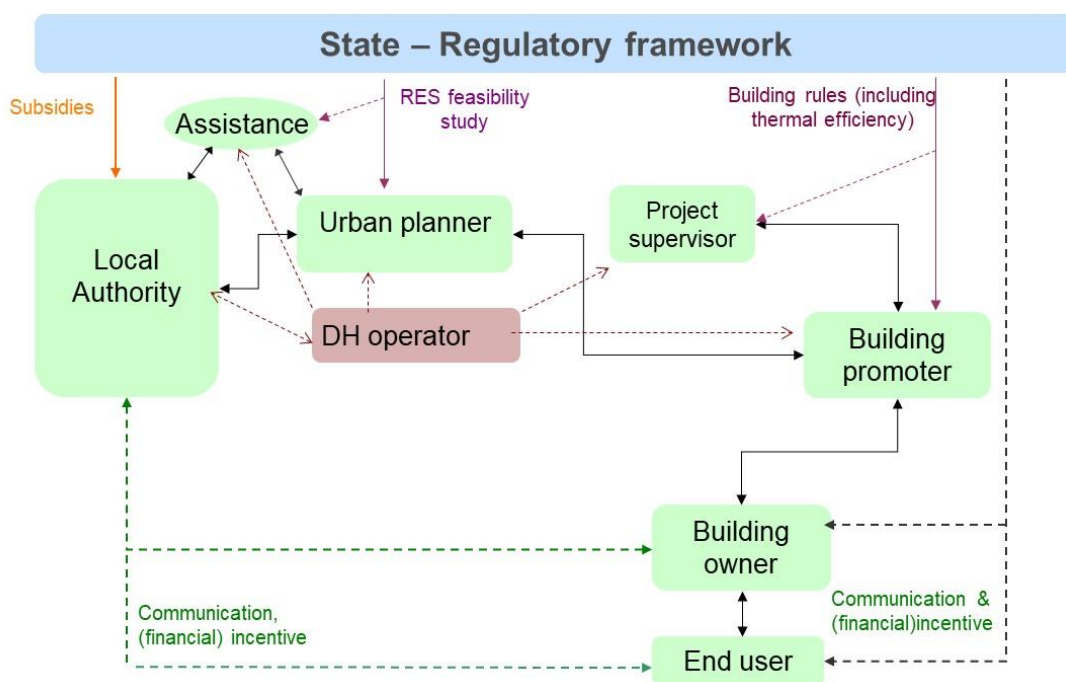 State – Regulatory framework
Subsidies
RES feasibility
study
Building rules (including
thermal efficiency)
Assistance
Urban planner
Project
supervisor
Local
Authority
DH operator
Building
promoter
Building
owner
Communication,
(financial) incentive
Communication &
(financial)incentive
End user